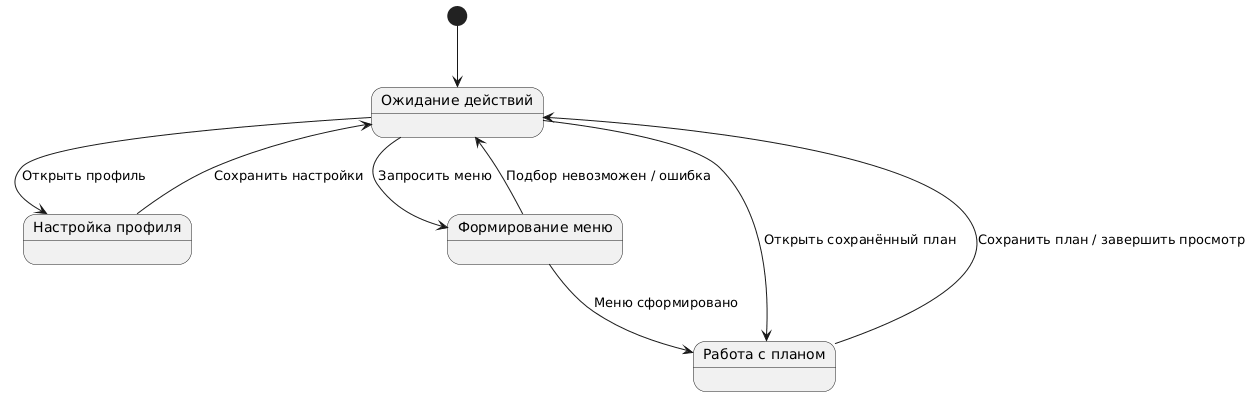 Ожидание действий
Открыть профиль
Сохранить настройки
Запросить меню
Подбор невозможен / ошибка
Настройка профиля
Формирование меню
Открыть сохранённый план
Сохранить план / завершить просмотр
Меню сформировано
Работа с планом